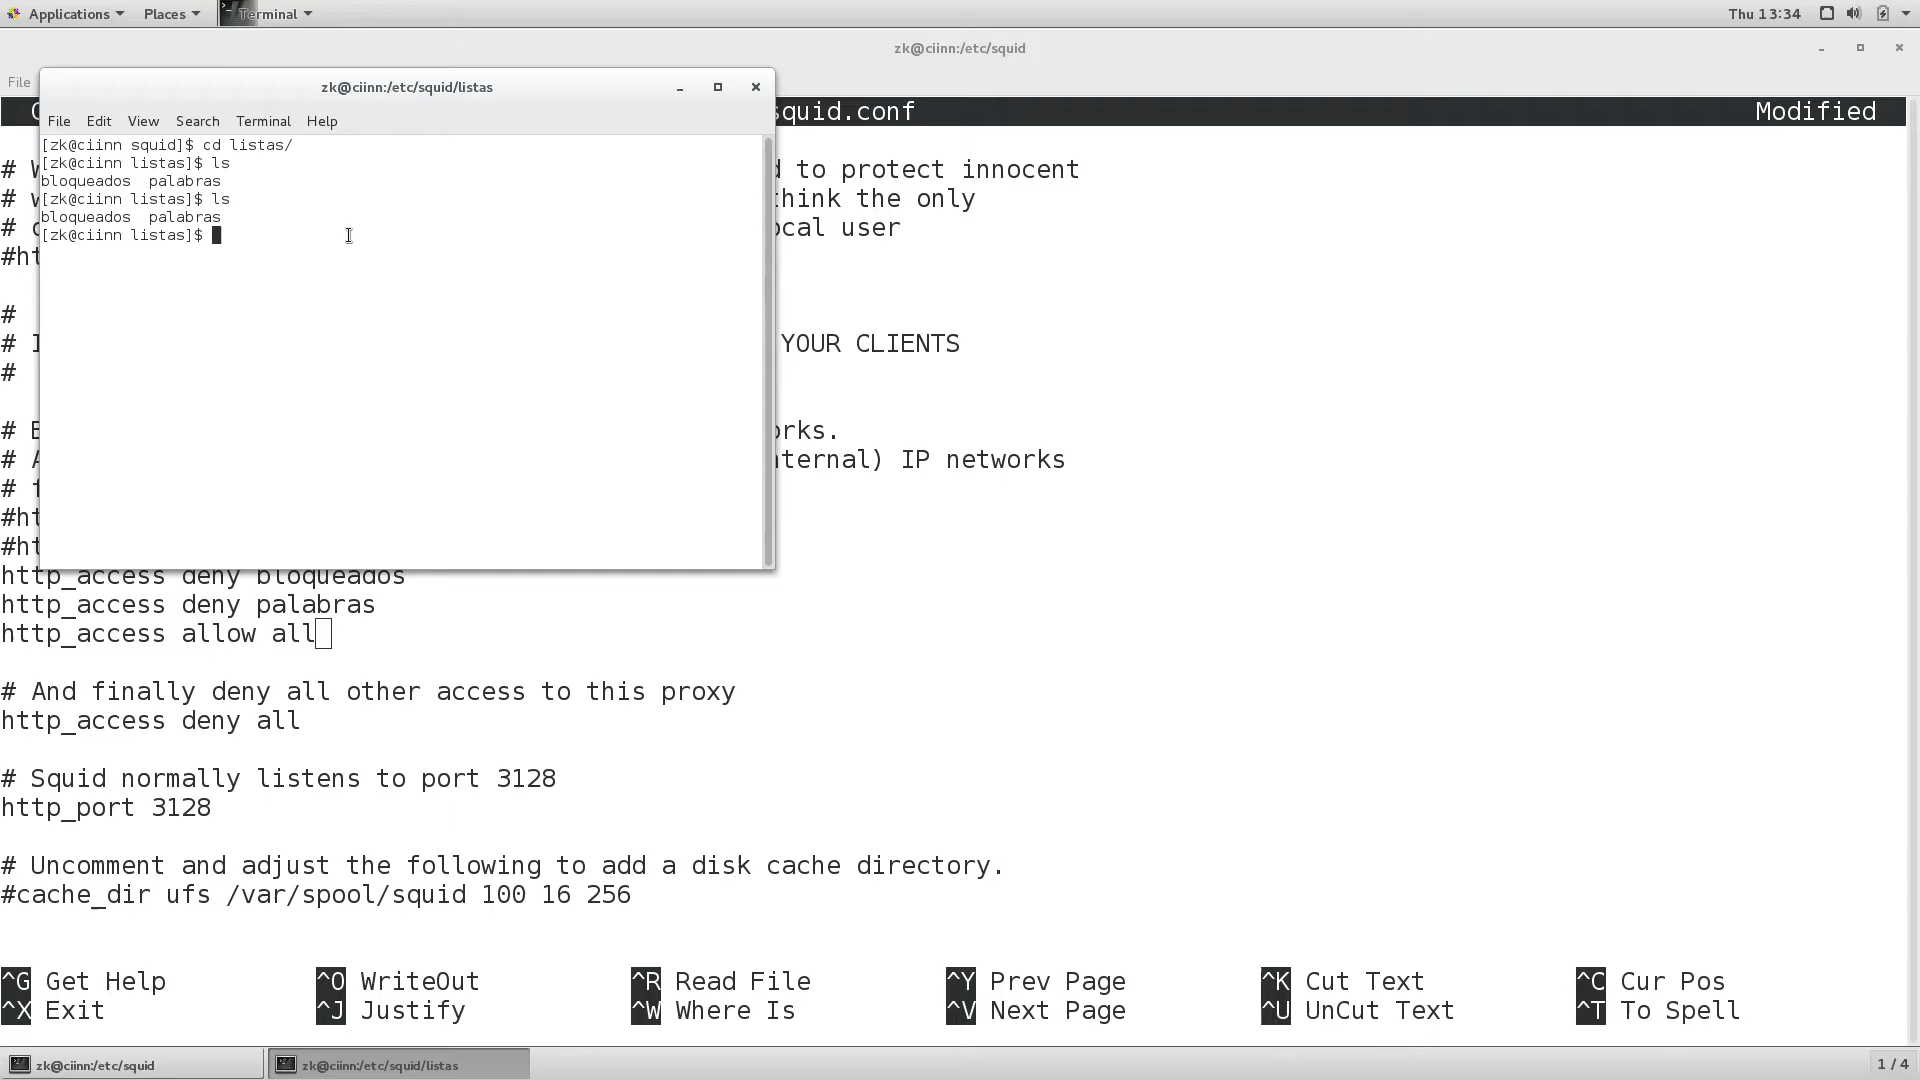 Applications Places Terminal Thu 13:34
zk@ciinn:/etc/squid
File
squid.conf Modified
zk@ciinn:/etc/squid/listas
File Edit View Search Terminal Help
[zk@ciinn squid]$ cd listas/
[zk@ciinn listas]$ ls
bloqueados palabras
[zk@ciinn listas]$ ls
bloqueados palabras
[zk@ciinn listas]$
# to protect innocent
# think the only
# local user
#ht
#
# YOUR CLIENTS
#
#
# IP networks
#
#ht
#ht
http_access deny bloqueados
http_access deny palabras
http_access allow all
# And finally deny all other access to this proxy
http_access deny all
# Squid normally listens to port 3128
http_port 3128
# Uncomment and adjust the following to add a disk cache directory.
#cache_dir ufs /var/spool/squid 100 16 256
^G Get Help ^O WriteOut ^R Read File ^Y Prev Page ^K Cut Text ^C Cur Pos
^X Exit ^J Justify ^W Where Is ^V Next Page ^U UnCut Text ^T To Spell
zk@ciinn:/etc/squid zk@ciinn:/etc/squid/listas 1 / 4